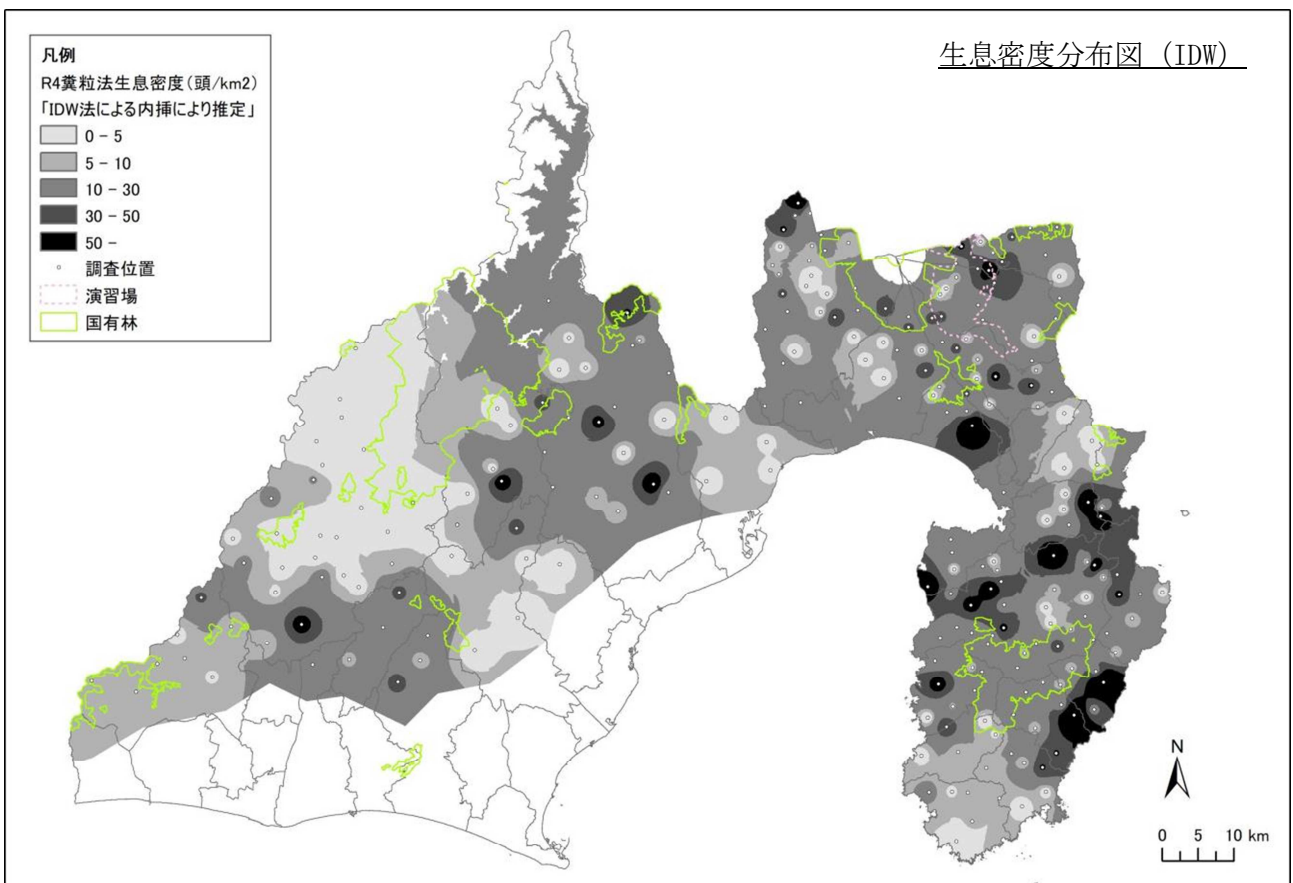 生息密度分布図 (IDW)
凡例
R4糞粒法生息密度(頭/km2)
「IDW法による内挿により推定」
0 - 5
5 - 10
10 - 30
30 - 50
50 -
調査位置
演習場
国有林
N
0 5 10 km